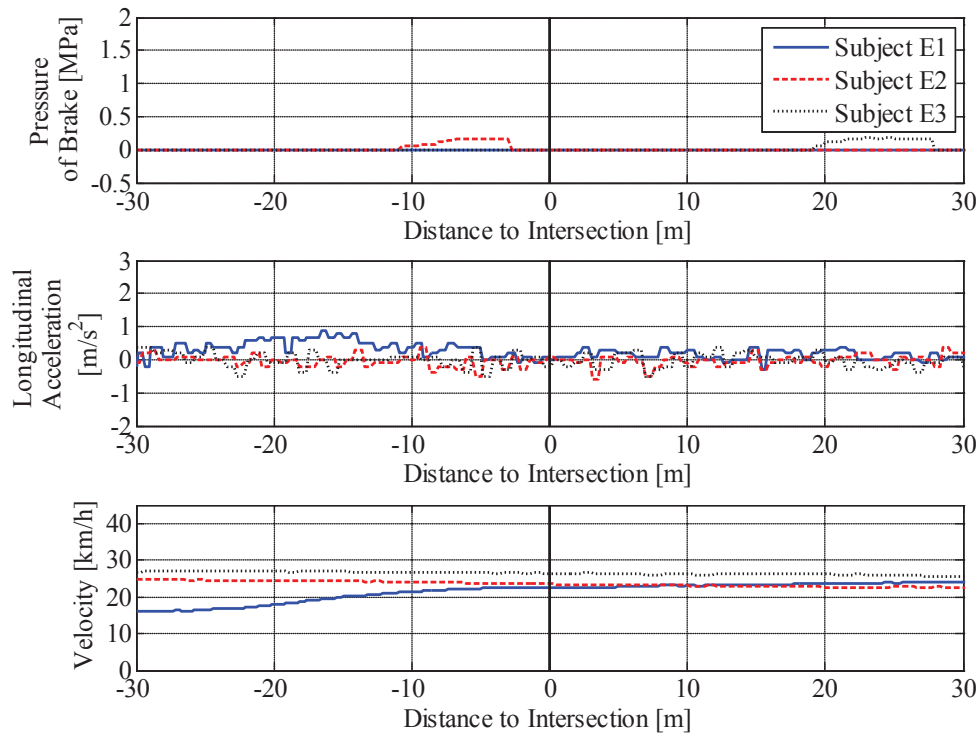 2
1.5
1
0.5
0
-0.5
Pressure
of Brake [MPa]
Subject E1
Subject E2
Subject E3
-30 -20 -10 0 10 20 30
Distance to Intersection [m]
3
2
1
0
-1
-2
Longitudinal
Acceleration
[m/s²]
-30 -20 -10 0 10 20 30
Distance to Intersection [m]
40
30
20
10
0
Velocity [km/h]
-30 -20 -10 0 10 20 30
Distance to Intersection [m]